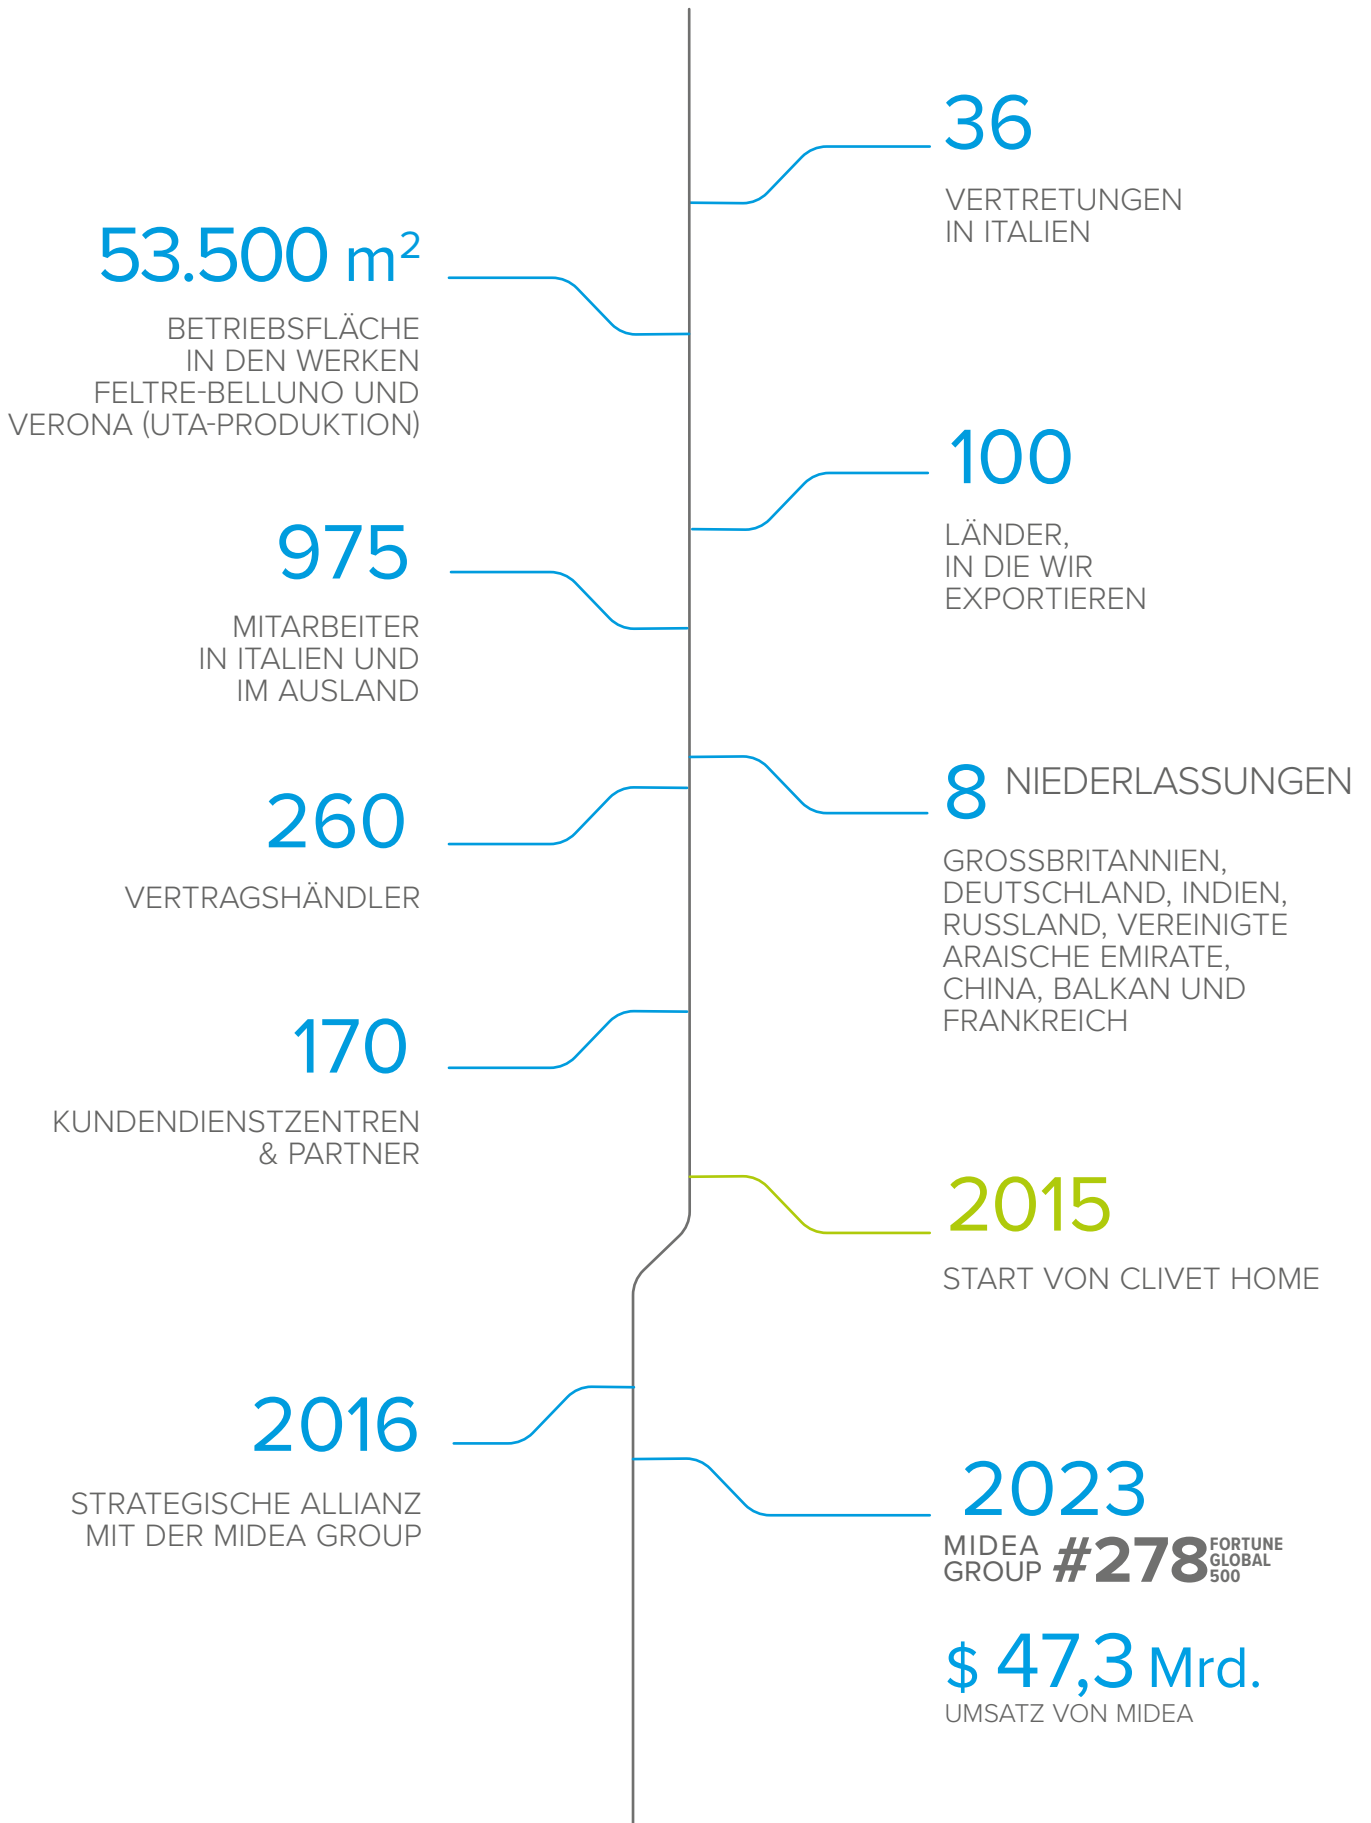 36
VERTRETUNGEN
IN ITALIEN
53.500 m²
BETRIEBSFLÄCHE
IN DEN WERKEN
FELTRE-BELLUNO UND
VERONA (UTA-PRODUKTION)
100
LÄNDER,
IN DIE WIR
EXPORTIEREN
975
MITARBEITER
IN ITALIEN UND
IM AUSLAND
8 NIEDERLASSUNGEN
GROSSBRITANNIEN,
DEUTSCHLAND, INDIEN,
RUSSLAND, VEREINIGTE
ARAISCHE EMIRATE,
CHINA, BALKAN UND
FRANKREICH
260
VERTRAGSHÄNDLER
170
KUNDENDIENSTZENTREN
& PARTNER
2015
START VON CLIVET HOME
2016
STRATEGISCHE ALLIANZ
MIT DER MIDEA GROUP
2023
MIDEA
GROUP
#278
FORTUNE
GLOBAL
500
$ 47,3 Mrd.
UMSATZ VON MIDEA